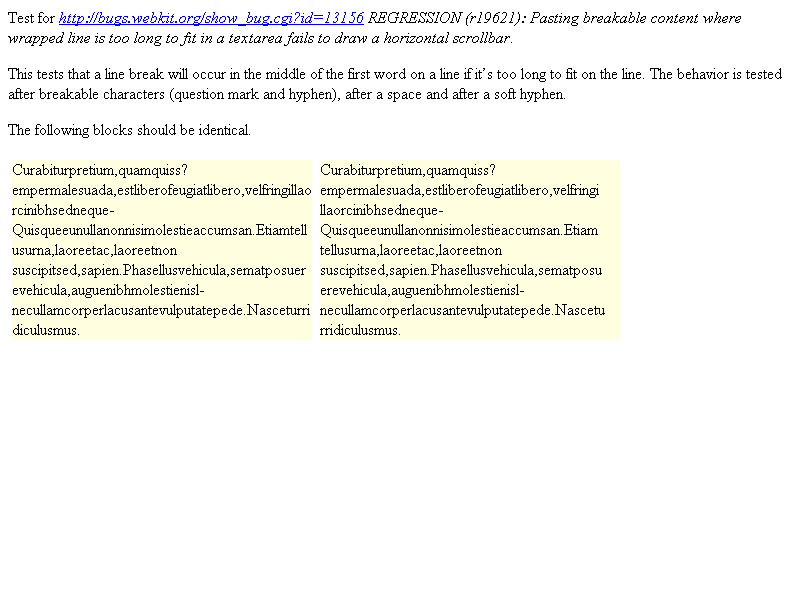 Test for http://bugs.webkit.org/show_bug.cgi?id=13156 REGRESSION (r19621): Pasting breakable content where
wrapped line is too long to fit in a textarea fails to draw a horizontal scrollbar.
This tests that a line break will occur in the middle of the first word on a line if it's too long to fit on the line. The behavior is tested
after breakable characters (question mark and hyphen), after a space and after a soft hyphen.
The following blocks should be identical.
Curabiturpretium,quamquiss?
empermalesuada,estliberofeugiatlibero,velfringillao
rcinibhsedneque-
Quisqueeunullanonnisimolestieaccumsan.Etiamtell
usurna,laoreetac,laoreetnon
suscipitsed,sapien.Phasellusvehicula,sematposuer
evehicula,auguenibhmolestienisl-
necullamcorperlacusantevulputatepede.Nasceturri
diculusmus.
Curabiturpretium,quamquiss?
empermalesuada,estliberofeugiatlibero,velfringi
llaorcinibhsedneque-
Quisqueeunullanonnisimolestieaccumsan.Etiam
tellusurna,laoreetac,laoreetnon
suscipitsed,sapien.Phasellusvehicula,sematposu
erevehicula,auguenibhmolestienisl-
necullamcorperlacusantevulputatepede.Nascetu
rridiculusmus.